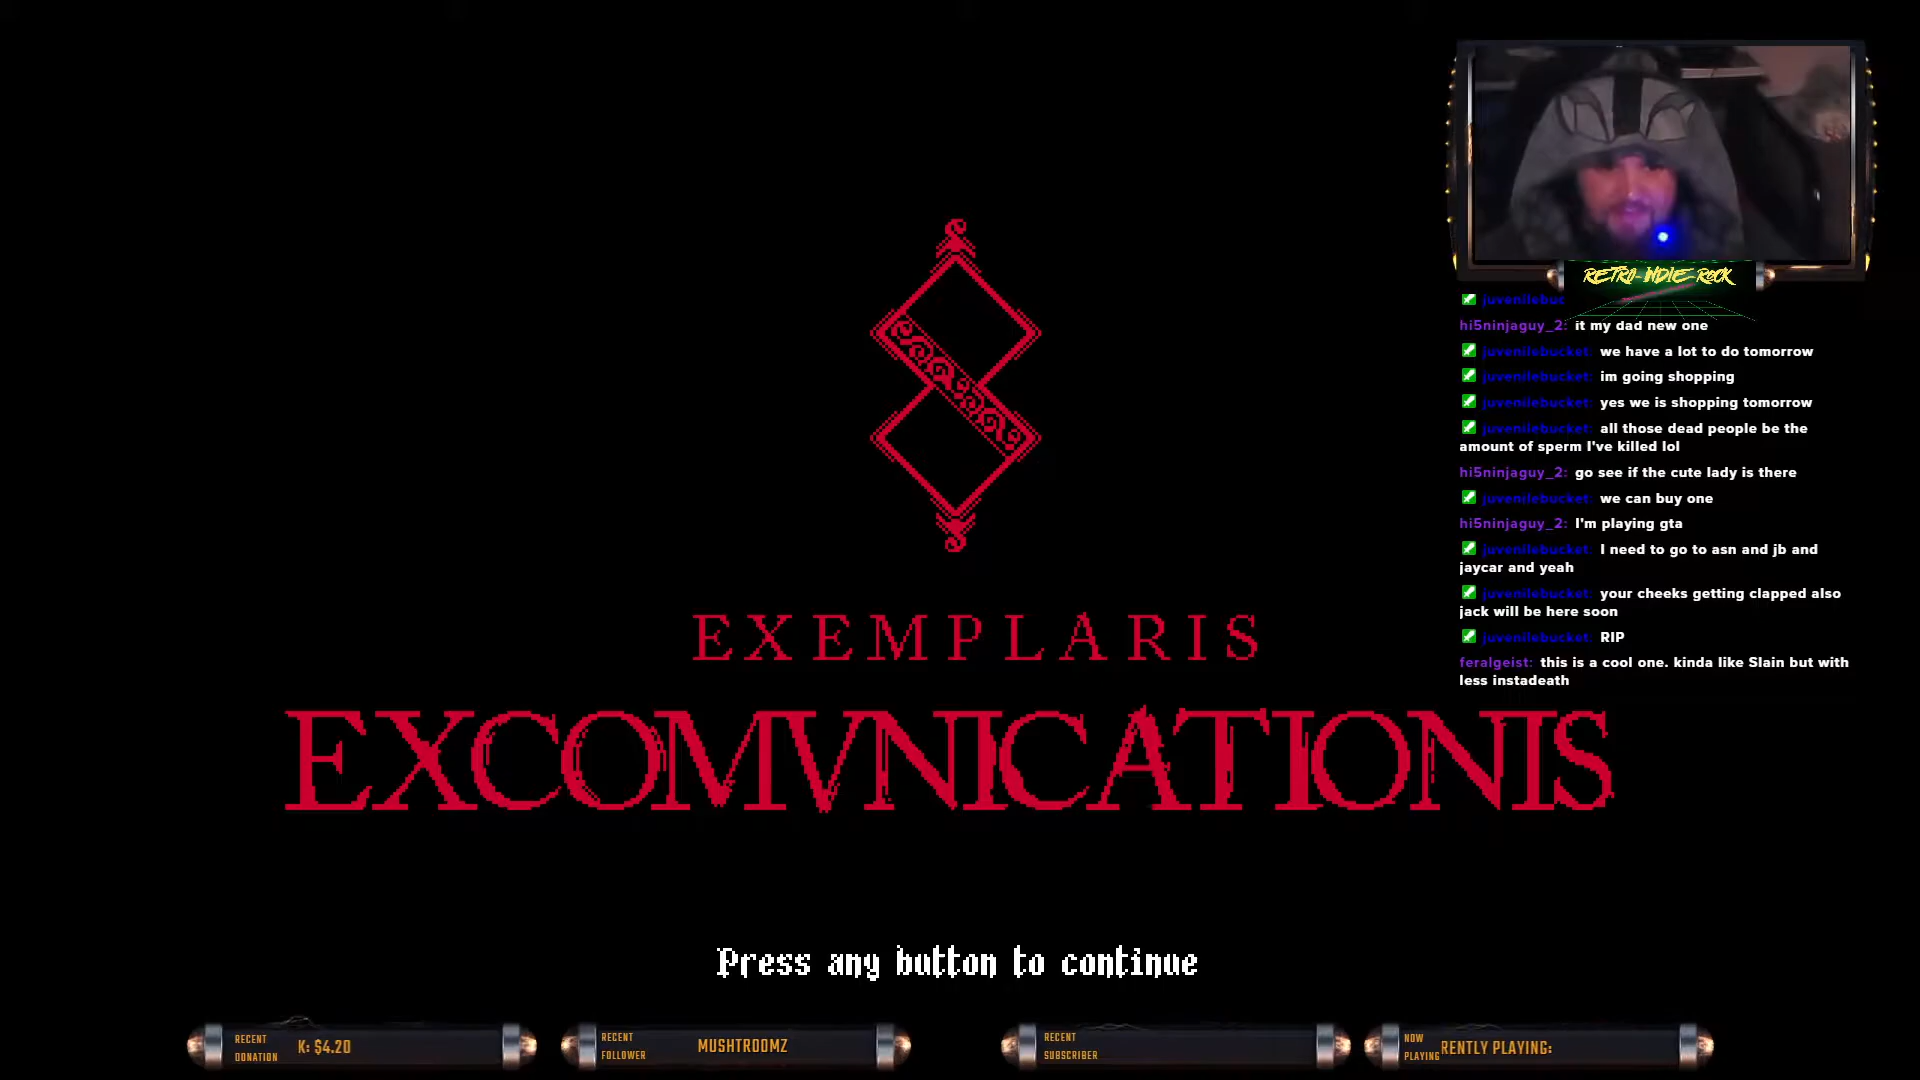 RETRO-INDIE-ROCK
juvenilebuc
hi5ninjaguy_2: it my dad new one
juvenilebucket: we have a lot to do tomorrow
juvenilebucket: im going shopping
juvenilebucket: yes we is shopping tomorrow
juvenilebucket: all those dead people be the
amount of sperm I've killed lol
hi5ninjaguy_2: go see if the cute lady is there
juvenilebucket: we can buy one
hi5ninjaguy_2: I'm playing gta
juvenilebucket: I need to go to asn and jb and
jaycar and yeah
juvenilebucket: your cheeks getting clapped also
jack will be here soon
juvenilebucket: RIP
feralgeist: this is a cool one. kinda like Slain but with
less instadeath
EXEMPLARIS
EXCOMVNICATIONIS
Press any button to continue
RECENT
DONATION
K: $4.20
RECENT
FOLLOWER
MUSHTROOMZ
RECENT
SUBSCRIBER
NOW
PLAYING
RENTLY PLAYING: